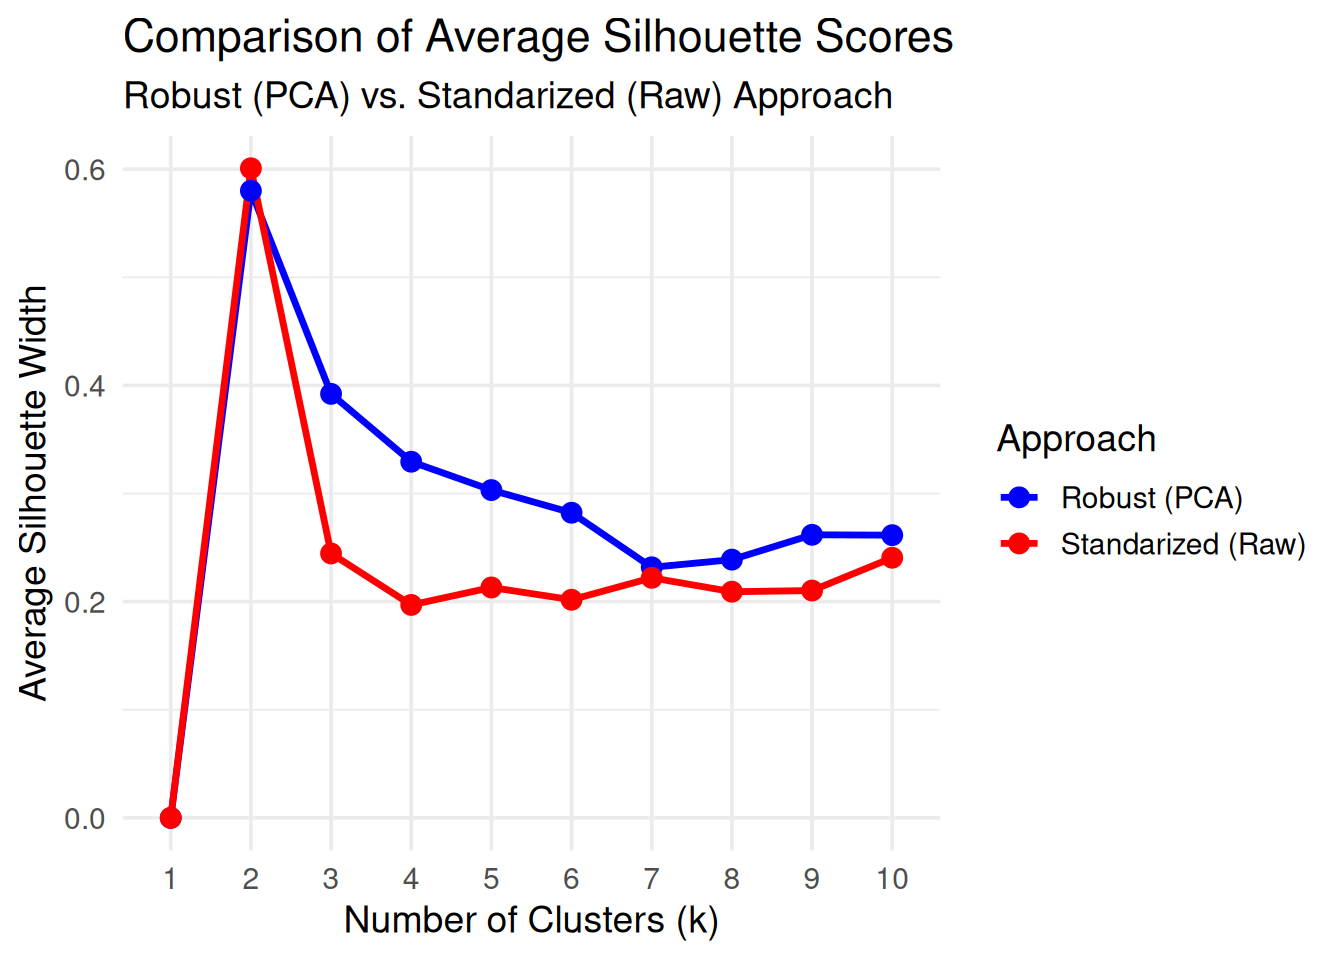 Comparison of Average Silhouette Scores
Robust (PCA) vs. Standarized (Raw) Approach
Average Silhouette Width
0.6
0.4
0.2
0.0
1 2 3 4 5 6 7 8 9 10
Number of Clusters (k)
Approach
Robust (PCA)
Standarized (Raw)